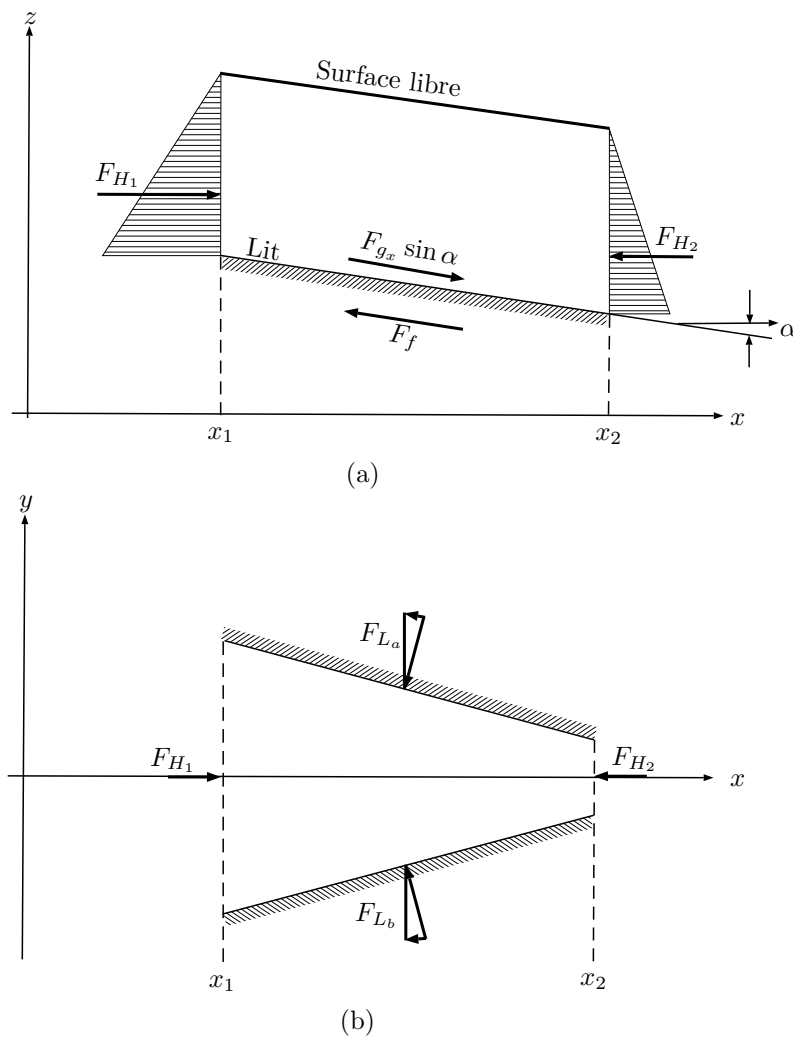 z
Surface libre
F_{H_1}
Lit
F_{g_x} sin α
F_{H_2}
F_f
α
x_1
x_2
x
(a)
y
F_{L_a}
F_{H_1}
F_{H_2}
x
F_{L_b}
x_1
x_2
(b)